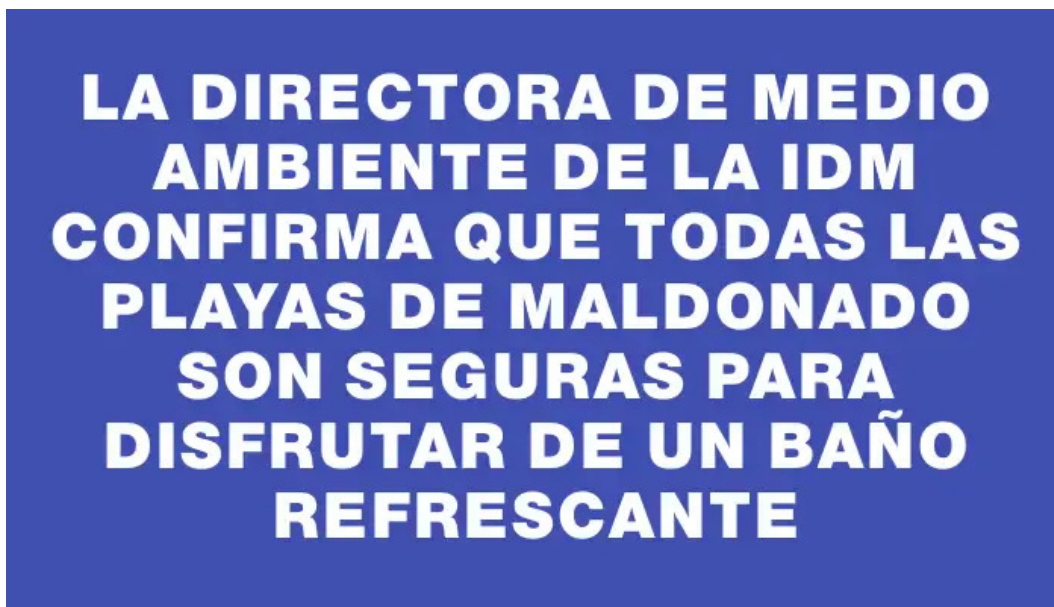 LA DIRECTORA DE MEDIO
AMBIENTE DE LA IDM
CONFIRMA QUE TODAS LAS
PLAYAS DE MALDONADO
SON SEGURAS PARA
DISFRUTAR DE UN BAÑO
REFRESCANTE